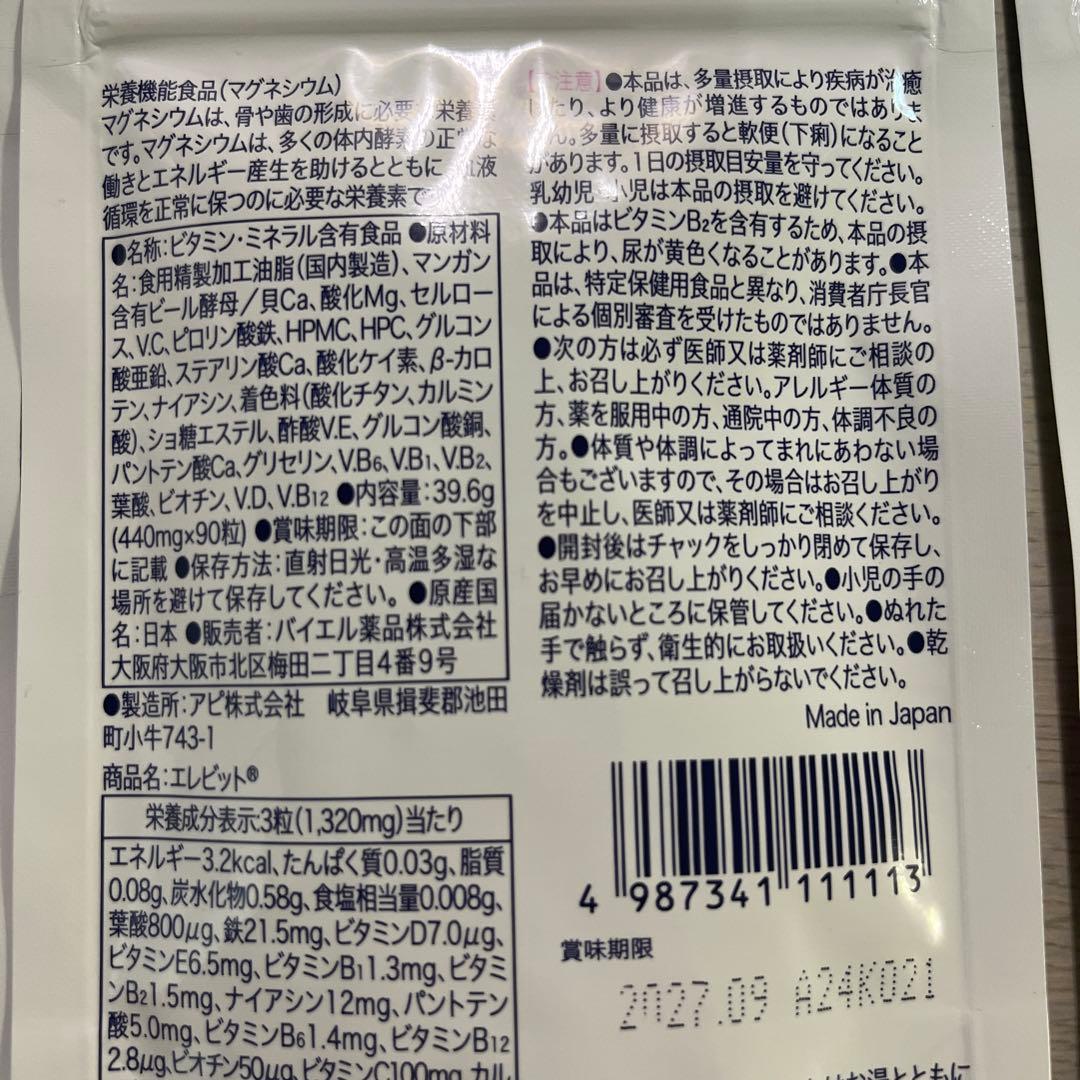 栄養機能食品(マグネシウム)
マグネシウムは、骨や歯の形成に必要 栄養素
です。マグネシウムは、多くの体内酵素の正常な
働きとエネルギー産生を助けるとともに 血液
循環を正常に保つのに必要な栄養素で
●名称:ビタミン・ミネラル含有食品 ●原材料
名:食用精製加工油脂(国内製造)、マンガン
含有ビール酵母/貝Ca、酸化Mg、セルロー
ス、V.C、ピロリン酸鉄、HPMC、HPC、グルコン
酸亜鉛、ステアリン酸Ca、酸化ケイ素、β-カロ
テン、ナイアシン、着色料(酸化チタン、カルミン
酸)、ショ糖エステル、酢酸V.E、グルコン酸銅、
パントテン酸Ca、グリセリン、V.B6、V.B1、V.B2、
葉酸、ビオチン、V.D、V.B12 ●内容量:39.6g
(440mg×90粒) ●賞味期限:この面の下部
に記載 ●保存方法:直射日光・高温多湿な
場所を避けて保存してください。 ●原産国
名:日本 ●販売者:バイエル薬品株式会社
大阪府大阪市北区梅田二丁目4番9号
●製造所:アピ株式会社 岐阜県揖斐郡池田
町小牛743-1
商品名:エレビット®
栄養成分表示:3粒(1,320mg)当たり
エネルギー3.2kcal、たんぱく質0.03g、脂質
0.08g、炭水化物0.58g、食塩相当量0.008g、
葉酸800μg、鉄21.5mg、ビタミンD7.0μg、
ビタミンE6.5mg、ビタミンB11.3mg、ビタミ
ンB21.5mg、ナイアシン12mg、パントテン
酸5.0mg、ビタミンB61.4mg、ビタミンB12
2.8μg、ビオチン50μg、ビタミンC100mg、カル
注意】●本品は、多量摂取により疾病が治癒
したり、より健康が増進するものではありま
ん。多量に摂取すると軟便(下痢)になること
があります。1日の摂取目安量を守ってください。
乳幼児・小児は本品の摂取を避けてください。
●本品はビタミンB2を含有するため、本品の摂
取により、尿が黄色くなることがあります。●本
品は、特定保健用食品と異なり、消費者庁長官
による個別審査を受けたものではありません。
●次の方は必ず医師又は薬剤師にご相談の
上、お召し上がりください。アレルギー体質の
方、薬を服用中の方、通院中の方、体調不良の
方。●体質や体調によってまれにあわない場
合もございますので、その場合はお召し上がり
を中止し、医師又は薬剤師にご相談ください。
●開封後はチャックをしっかり閉めて保存し、
お早めにお召し上がりください。●小児の手の
届かないところに保管してください。●ぬれた
手で触らず、衛生的にお取扱いください。●乾
燥剤は誤って召し上がらないでください。
Made in Japan
4 987341 111113
賞味期限
2027.09 A24K021
はお湯とともに